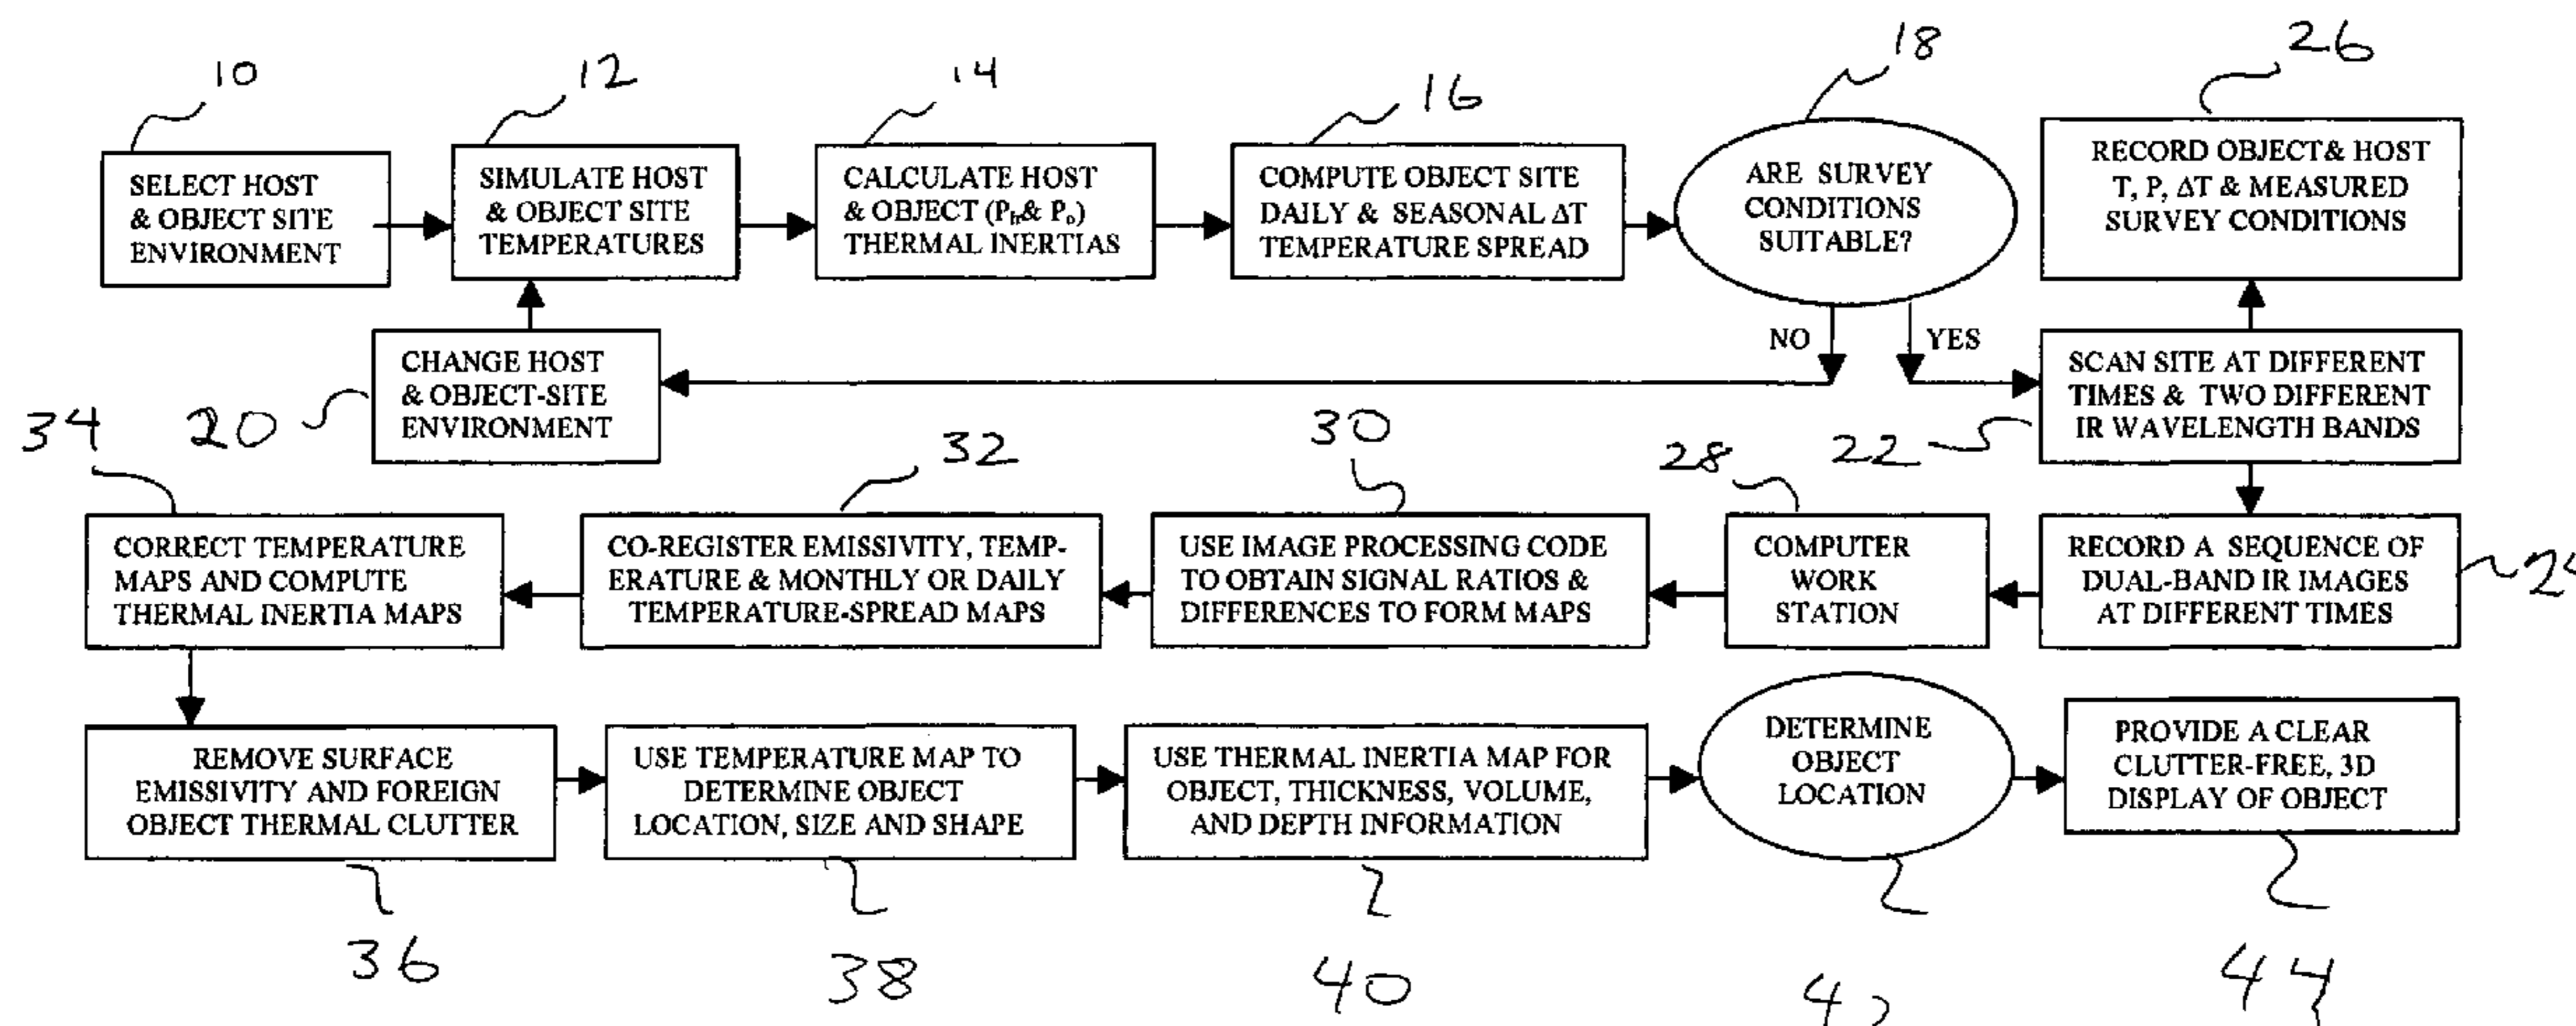 10
12
14
16
18
26
SELECT HOST
& OBJECT SITE
ENVIRONMENT
SIMULATE HOST
& OBJECT SITE
TEMPERATURES
CALCULATE HOST
& OBJECT (Ph& Po)
THERMAL INERTIAS
COMPUTE OBJECT SITE
DAILY & SEASONAL ΔT
TEMPERATURE SPREAD
ARE SURVEY
CONDITIONS
SUITABLE?
RECORD OBJECT& HOST
T, P, ΔT & MEASURED
SURVEY CONDITIONS
NO
YES
CHANGE HOST
& OBJECT-SITE
ENVIRONMENT
20
SCAN SITE AT DIFFERENT
TIMES & TWO DIFFERENT
IR WAVELENGTH BANDS
22
34
32
30
28
CORRECT TEMPERATURE
MAPS AND COMPUTE
THERMAL INERTIA MAPS
CO-REGISTER EMISSIVITY, TEMP-
ERATURE & MONTHLY OR DAILY
TEMPERATURE-SPREAD MAPS
USE IMAGE PROCESSING CODE
TO OBTAIN SIGNAL RATIOS &
DIFFERENCES TO FORM MAPS
COMPUTER
WORK
STATION
RECORD A SEQUENCE OF
DUAL-BAND IR IMAGES
AT DIFFERENT TIMES
REMOVE SURFACE
EMISSIVITY AND FOREIGN
OBJECT THERMAL CLUTTER
USE TEMPERATURE MAP TO
DETERMINE OBJECT
LOCATION, SIZE AND SHAPE
USE THERMAL INERTIA MAP FOR
OBJECT, THICKNESS, VOLUME,
AND DEPTH INFORMATION
DETERMINE
OBJECT
LOCATION
PROVIDE A CLEAR
CLUTTER-FREE, 3D
DISPLAY OF OBJECT
36
38
40
44